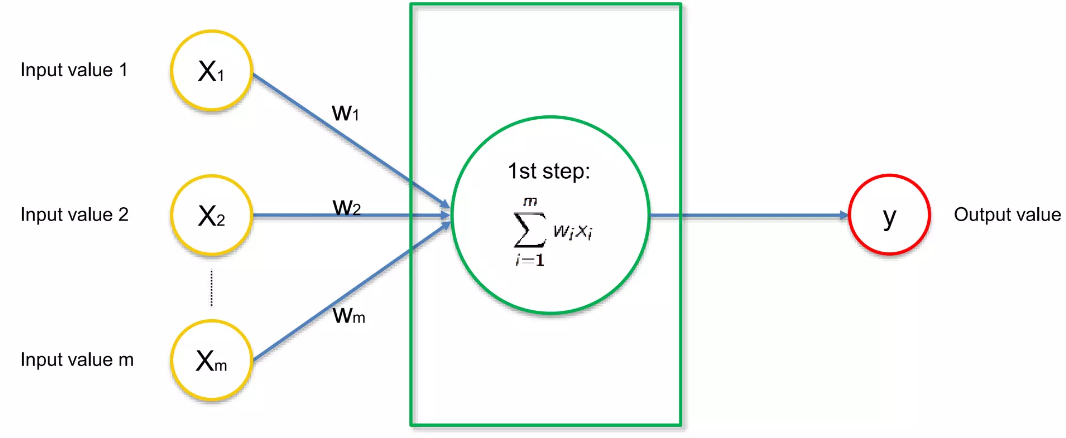 Input value 1
X1
w1
Input value 2
X2
w2
Input value m
Xm
wm
1st step:
m
∑ wixi
i=1
y
Output value